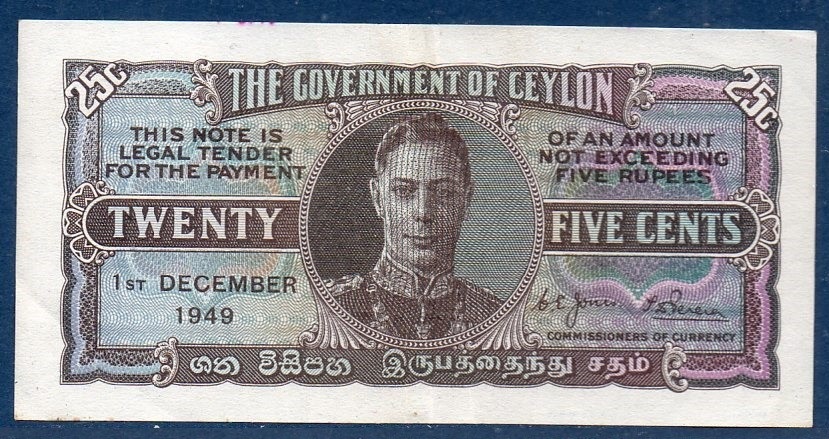 25c
25c
THE GOVERNMENT OF CEYLON
THIS NOTE IS
LEGAL TENDER
FOR THE PAYMENT
OF AN AMOUNT
NOT EXCEEDING
FIVE RUPEES
TWENTY FIVE CENTS
1ST DECEMBER
1949
C E Jones
COMMISSIONERS OF CURRENCY
ශත විසිපහ இருபத்தைந்து சதம்